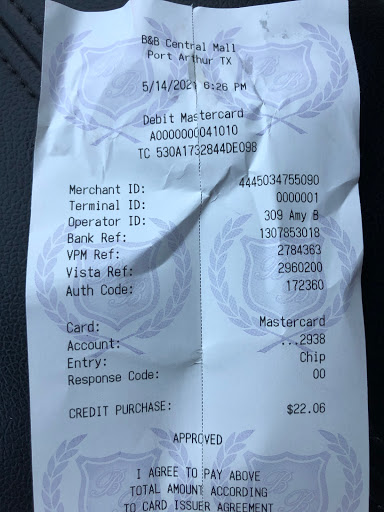 B&B Central Mall
Port Arthur TX
5/14/2021 6:26 PM
Debit Mastercard
A0000000041010
TC 530A1732844DE09B
Merchant ID: 4445034755090
Terminal ID: 0000001
Operator ID: 309 Amy B
Bank Ref: 1307853018
VPM Ref: 2784363
Vista Ref: 2960200
Auth Code: 172360
Card: Mastercard
Account: ...2938
Entry: Chip
Response Code: 00
CREDIT PURCHASE: $22.06
APPROVED
I AGREE TO PAY ABOVE
TOTAL AMOUNT ACCORDING
TO CARD ISSUER AGREEMENT